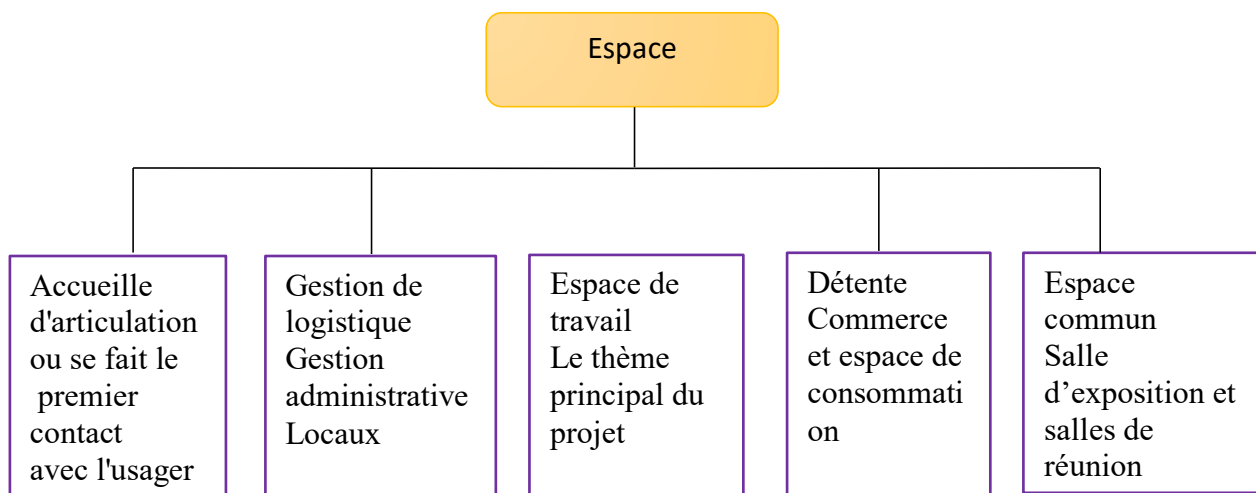 Espace
Accueille
d'articulation
ou se fait le
premier
contact
avec l'usager
Gestion de
logistique
Gestion
administrative
Locaux
Espace de
travail
Le thème
principal du
projet
Détente
Commerce
et espace de
consommati
on
Espace
commun
Salle
d’exposition et
salles de
réunion